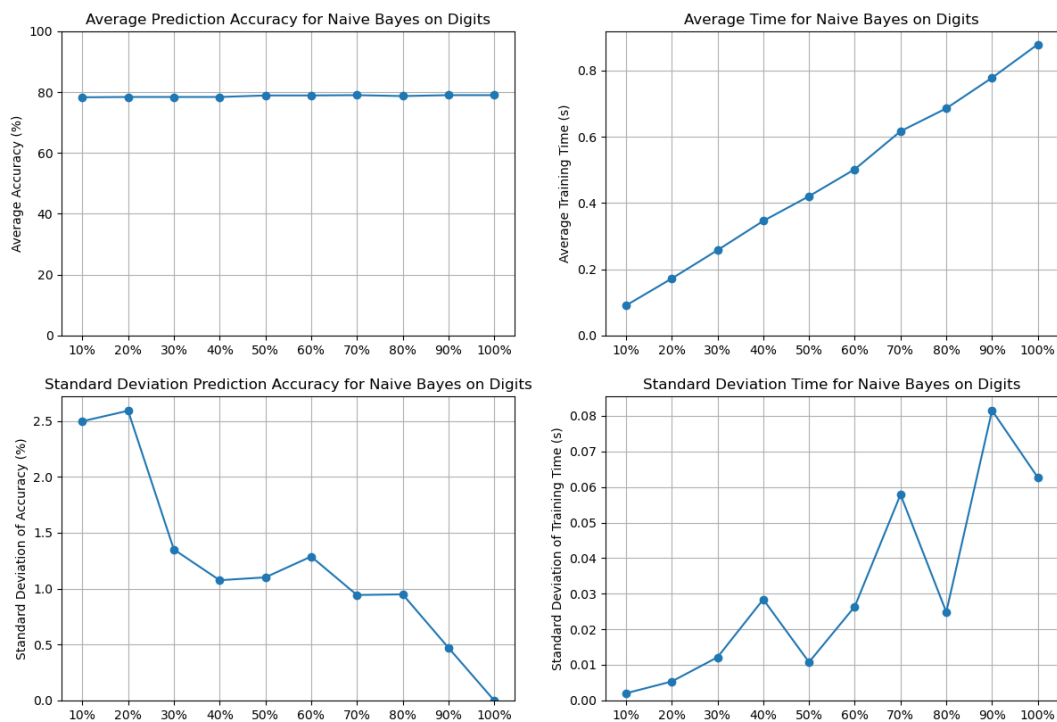 Average Prediction Accuracy for Naive Bayes on Digits
Average Accuracy (%)
100
80
60
40
20
0
10% 20% 30% 40% 50% 60% 70% 80% 90% 100%
Average Time for Naive Bayes on Digits
Average Training Time (s)
0.8
0.6
0.4
0.2
0.0
10% 20% 30% 40% 50% 60% 70% 80% 90% 100%
Standard Deviation Prediction Accuracy for Naive Bayes on Digits
Standard Deviation of Accuracy (%)
2.5
2.0
1.5
1.0
0.5
0.0
10% 20% 30% 40% 50% 60% 70% 80% 90% 100%
Standard Deviation Time for Naive Bayes on Digits
Standard Deviation of Training Time (s)
0.08
0.07
0.06
0.05
0.04
0.03
0.02
0.01
0.00
10% 20% 30% 40% 50% 60% 70% 80% 90% 100%